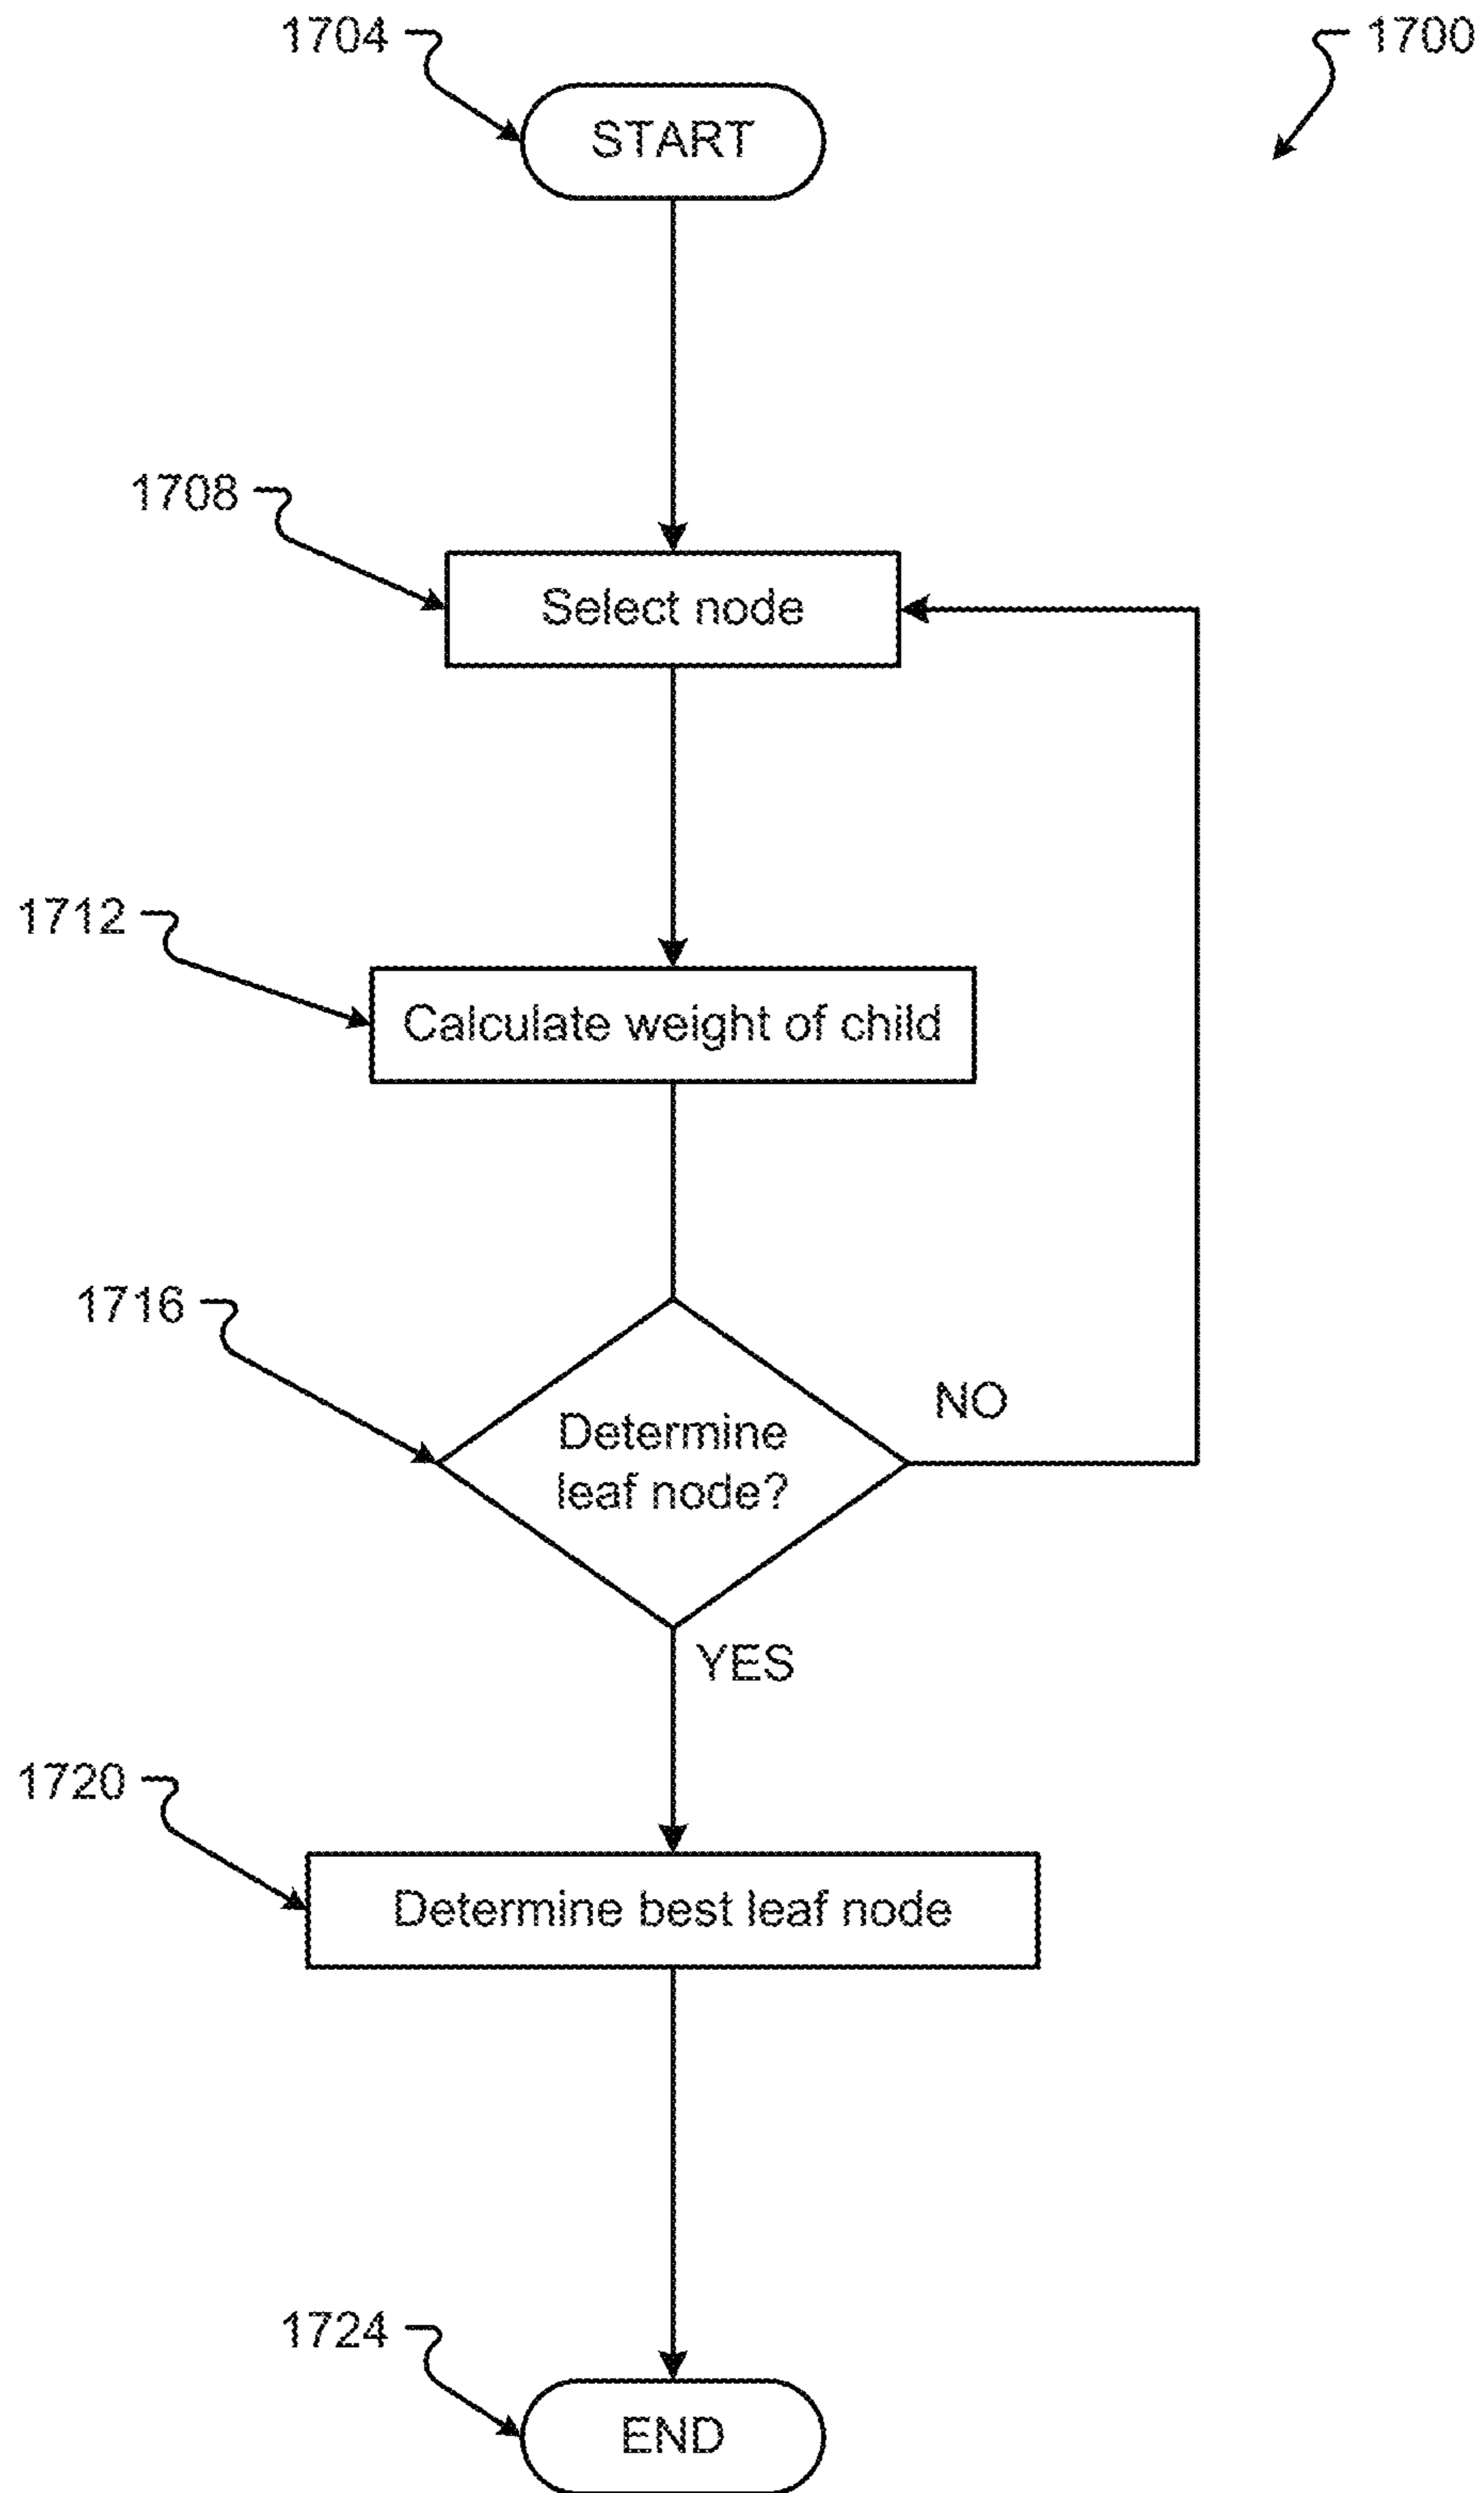 1704
1700
START
1708
Select node
1712
Calculate weight of child
1716
Determine
leaf node?
NO
YES
1720
Determine best leaf node
1724
END